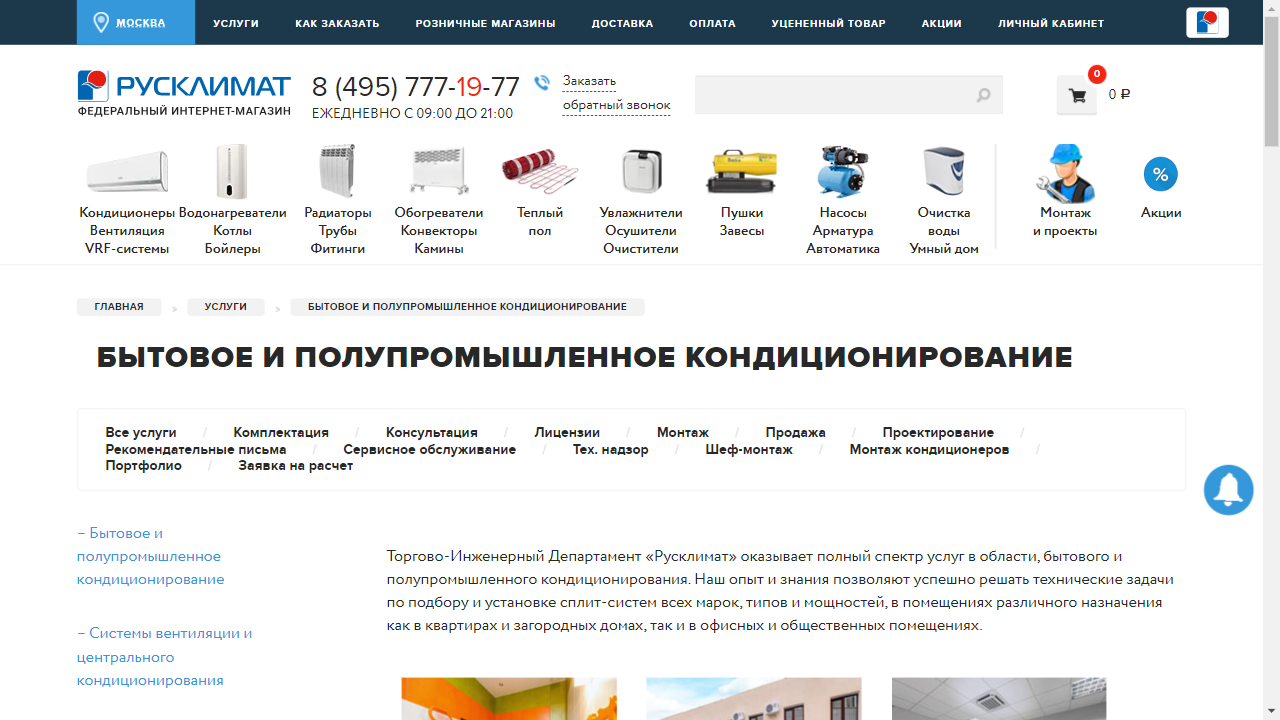 МОСКВА УСЛУГИ КАК ЗАКАЗАТЬ РОЗНИЧНЫЕ МАГАЗИНЫ ДОСТАВКА ОПЛАТА УЦЕНЕННЫЙ ТОВАР АКЦИИ ЛИЧНЫЙ КАБИНЕТ
РУСКЛИМАТ
ФЕДЕРАЛЬНЫЙ ИНТЕРНЕТ-МАГАЗИН
8 (495) 777-19-77
ЕЖЕДНЕВНО С 09:00 ДО 21:00
Заказать
обратный звонок
0
0 ₽
Кондиционеры
Вентиляция
VRF-системы
Водонагреватели
Котлы
Бойлеры
Радиаторы
Трубы
Фитинги
Обогреватели
Конвекторы
Камины
Теплый
пол
Увлажнители
Осушители
Очистители
Пушки
Завесы
Насосы
Арматура
Автоматика
Очистка
воды
Умный дом
Монтаж
и проекты
%
Акции
ГЛАВНАЯ > УСЛУГИ > БЫТОВОЕ И ПОЛУПРОМЫШЛЕННОЕ КОНДИЦИОНИРОВАНИЕ
БЫТОВОЕ И ПОЛУПРОМЫШЛЕННОЕ КОНДИЦИОНИРОВАНИЕ
Все услуги / Комплектация / Консультация / Лицензии / Монтаж / Продажа / Проектирование /
Рекомендательные письма / Сервисное обслуживание / Тех. надзор / Шеф-монтаж / Монтаж кондиционеров /
Портфолио / Заявка на расчет
– Бытовое и
полупромышленное
кондиционирование
– Системы вентиляции и
центрального
кондиционирования
Торгово-Инженерный Департамент «Русклимат» оказывает полный спектр услуг в области, бытового и
полупромышленного кондиционирования. Наш опыт и знания позволяют успешно решать технические задачи
по подбору и установке сплит-систем всех марок, типов и мощностей, в помещениях различного назначения
как в квартирах и загородных домах, так и в офисных и общественных помещениях.